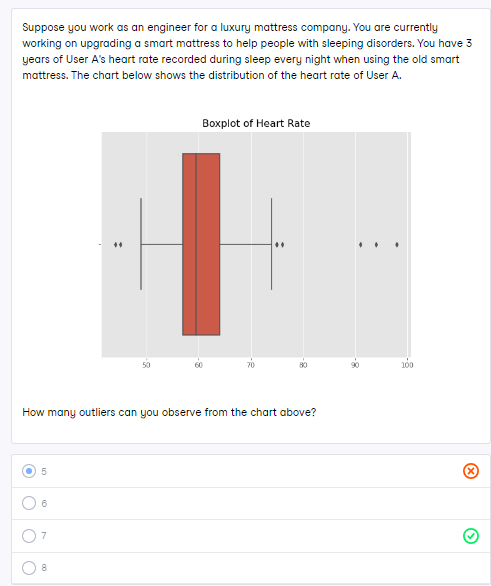 Suppose you work as an engineer for a luxury mattress company. You are currently
working on upgrading a smart mattress to help people with sleeping disorders. You have 3
years of User A's heart rate recorded during sleep every night when using the old smart
mattress. The chart below shows the distribution of the heart rate of User A.
Boxplot of Heart Rate
50 60 70 80 90 100
How many outliers can you observe from the chart above?
5
6
7
8